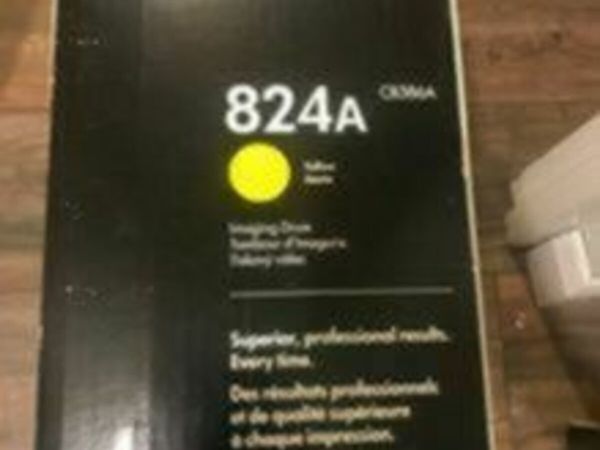 824A CB386A
Yellow
Imaging Drum
Tambour d'imagerie
Superior, professional results.
Every time.
Des résultats professionnels
et de qualité supérieure
à chaque impression.